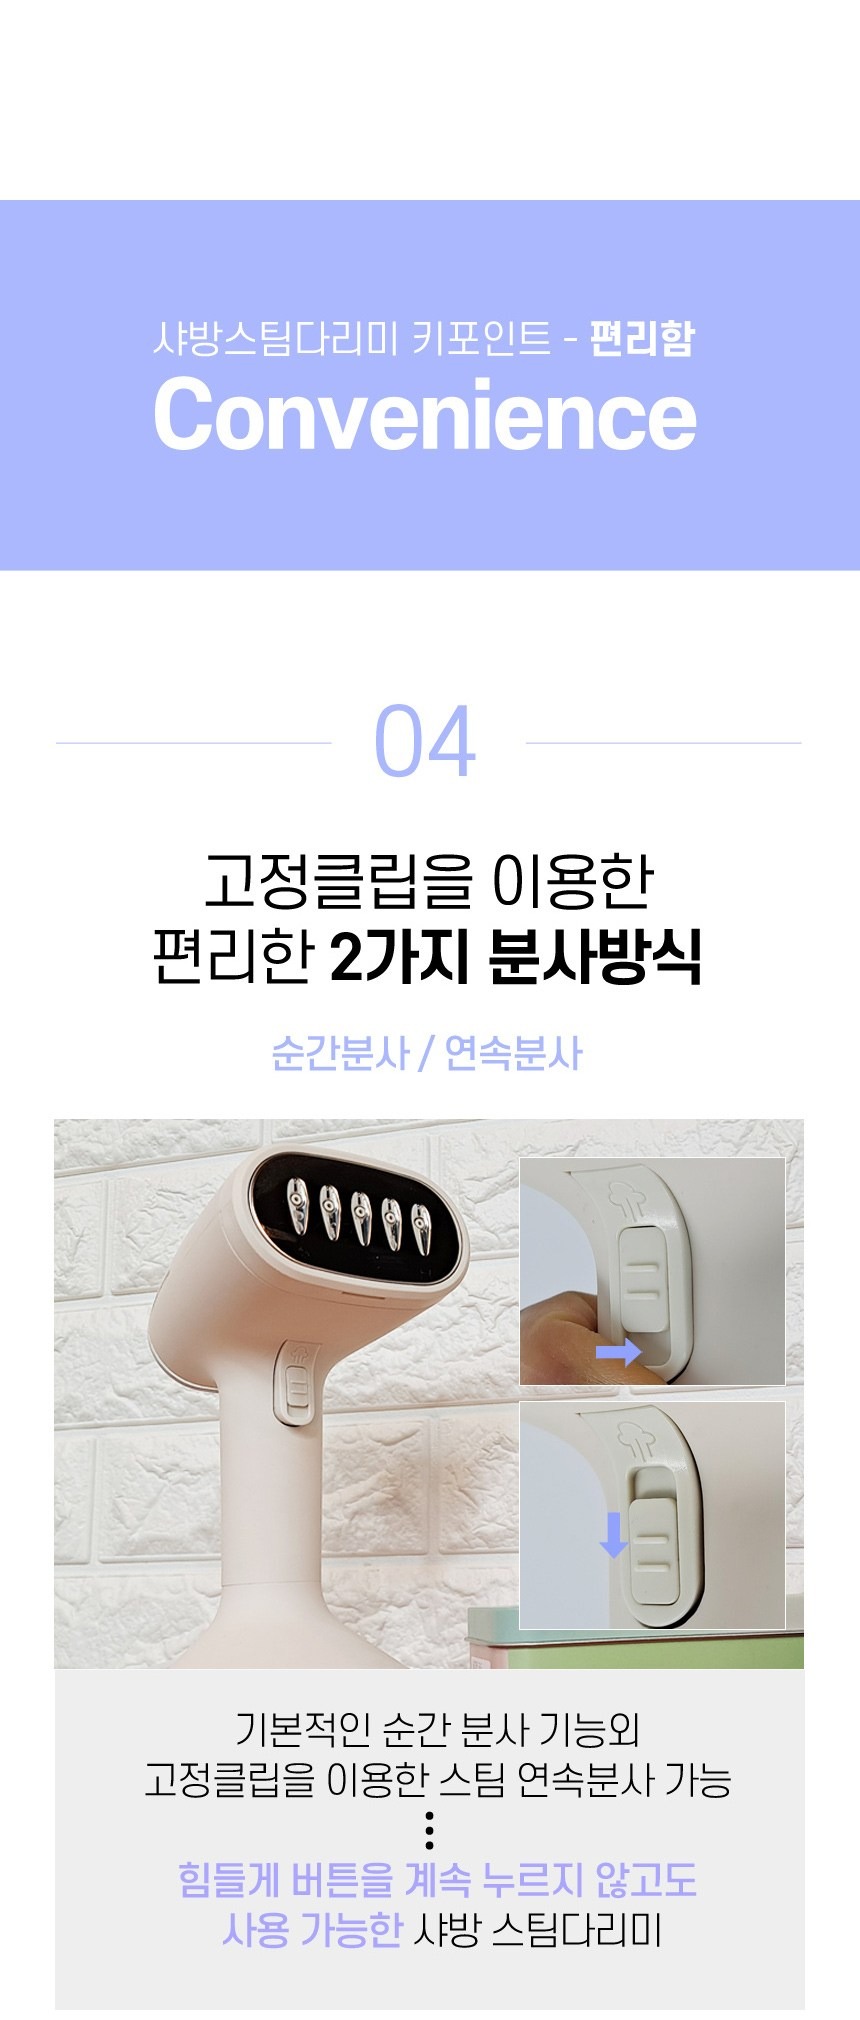 샤방스팀다리미 키포인트 - 편리함
Convenience
04
고정클립을 이용한
편리한 2가지 분사방식
순간분사 / 연속분사
기본적인 순간 분사 기능외
고정클립을 이용한 스팀 연속분사 가능
힘들게 버튼을 계속 누르지 않고도
사용 가능한 샤방 스팀다리미